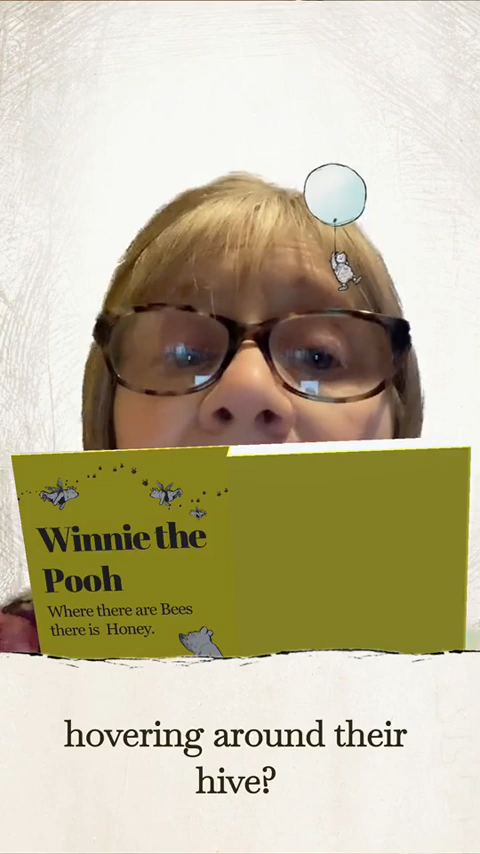 Winnie the
Pooh
Where there are Bees
there is Honey.
hovering around their
hive?